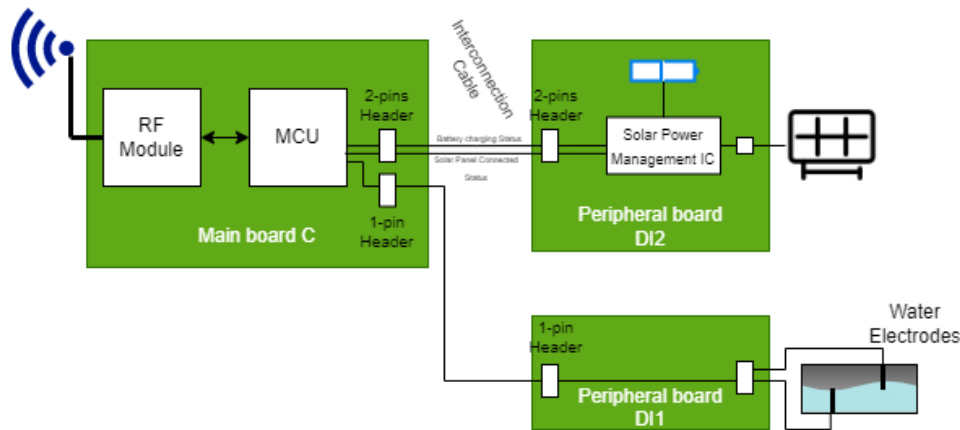 Interconnection
Cable
RF
Module
MCU
2-pins
Header
1-pin
Header
Main board C
Battery charging Status
Solar Panel Connected
Status
2-pins
Header
Solar Power
Management IC
Peripheral board
DI2
1-pin
Header
Peripheral board
DI1
Water
Electrodes